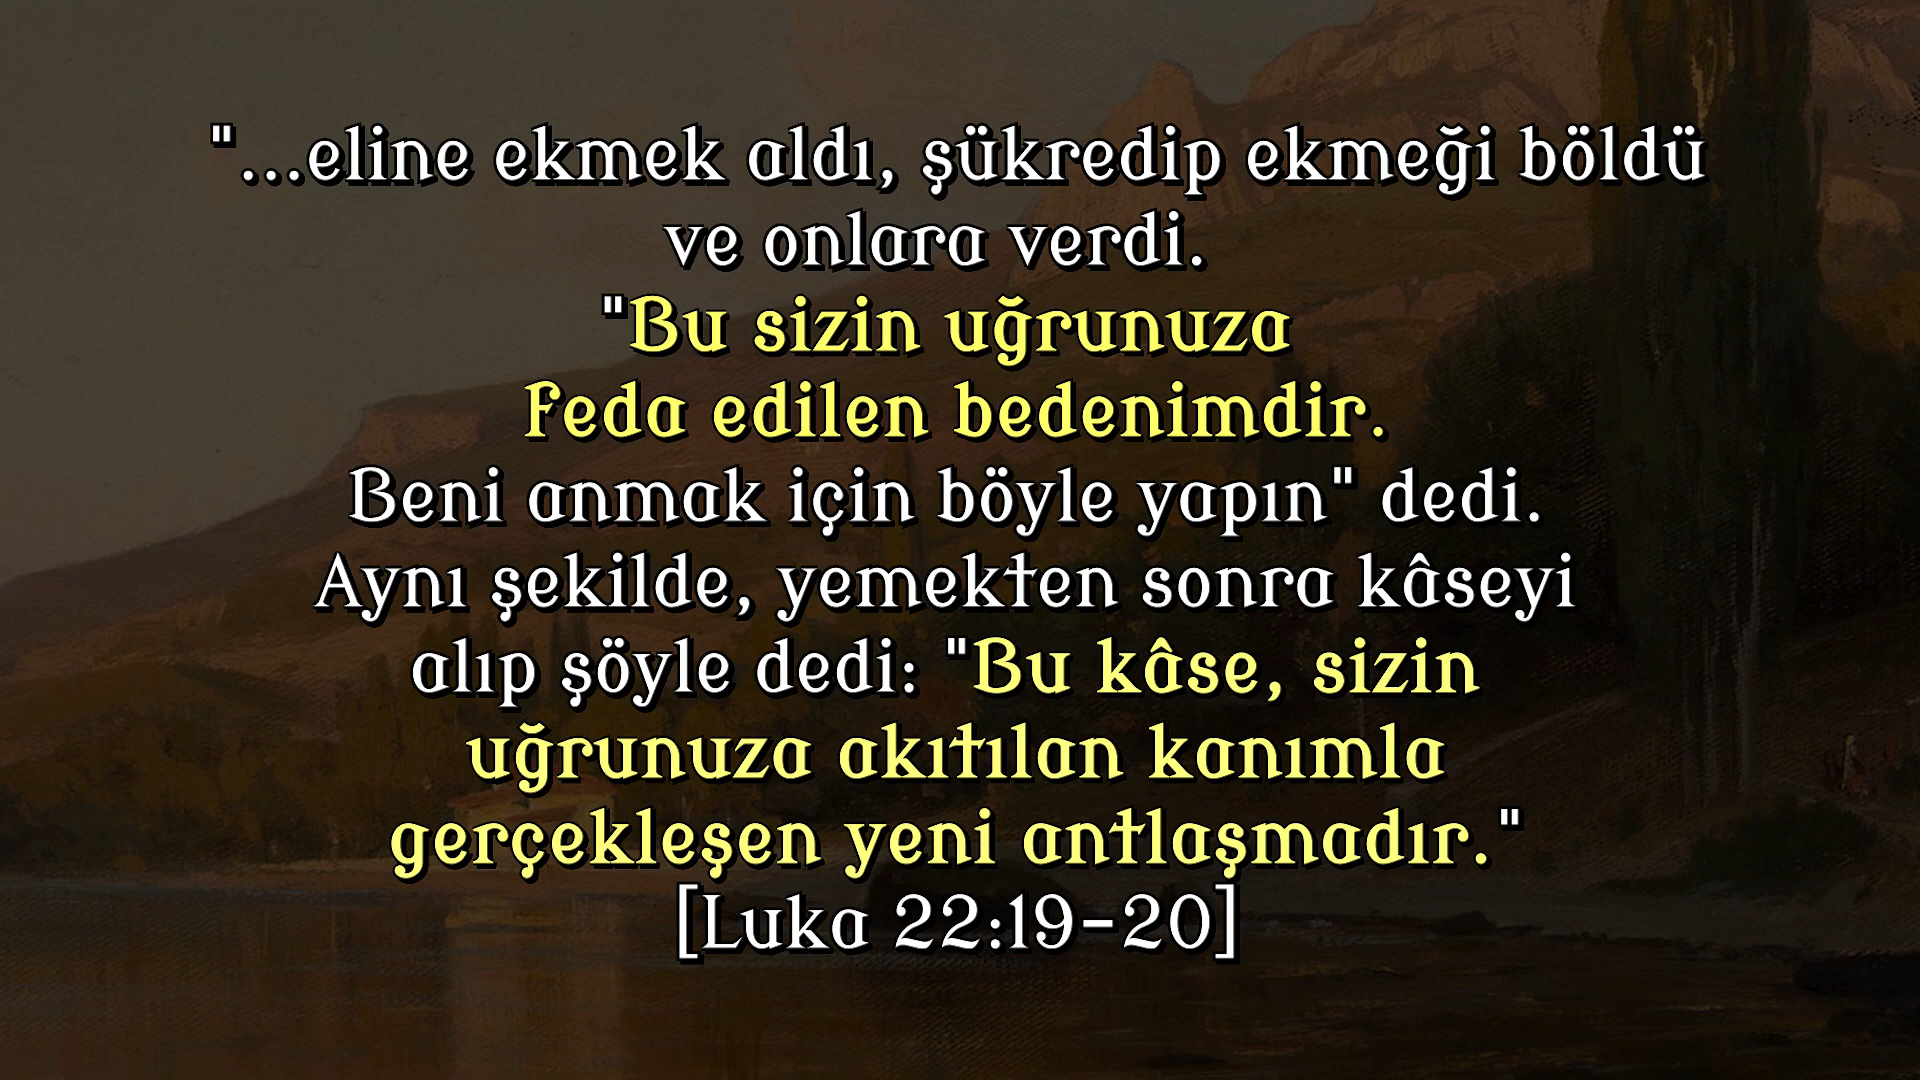 "...eline ekmek aldı, şükredip ekmeği böldü
ve onlara verdi.
"Bu sizin uğrunuza
feda edilen bedenimdir.
Beni anmak için böyle yapın" dedi.
Aynı şekilde, yemekten sonra kâseyi
alıp şöyle dedi: "Bu kâse, sizin
uğrunuza akıtılan kanımla
gerçekleşen yeni antlaşmadır."
[Luka 22:19-20]